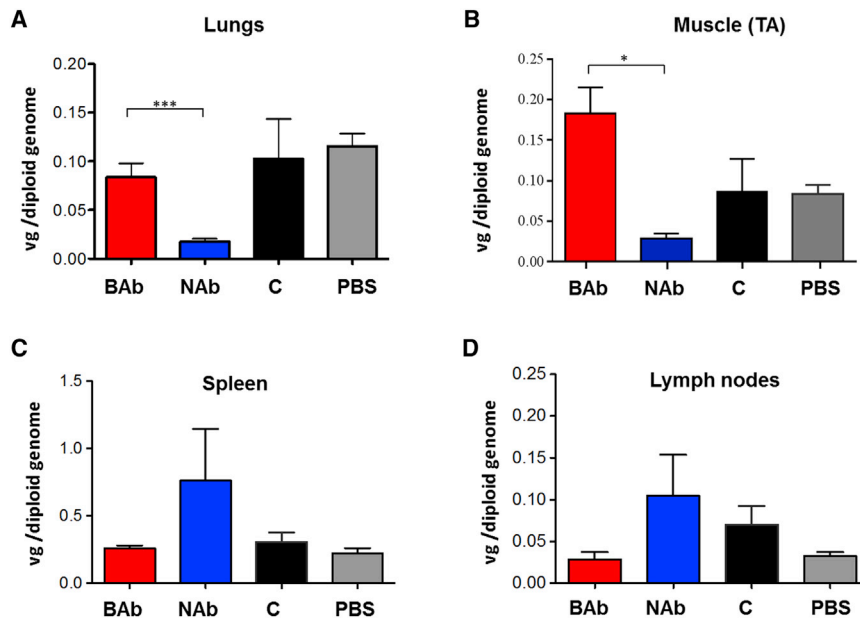 A
Lungs
vg /diploid genome
0.20
0.15
0.10
0.05
0.00
***
BAb NAb C PBS
B
Muscle (TA)
vg /diploid genome
0.25
0.20
0.15
0.10
0.05
0.00
*
BAb NAb C PBS
C
Spleen
vg /diploid genome
1.5
1.0
0.5
0.0
BAb NAb C PBS
D
Lymph nodes
vg /diploid genome
0.25
0.20
0.15
0.10
0.05
0.00
BAb NAb C PBS